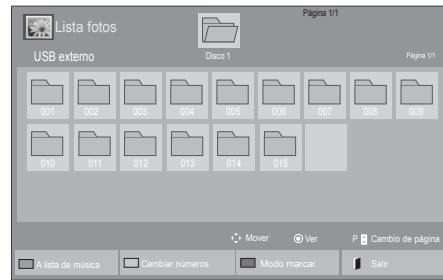 Página 1/1
Lista fotos
USB externo
Disco 1
Página 1/1
001 002 003 004 005 006 007 008 009
010 011 012 013 014 015
Mover Ver P Cambio de página
A lista de música Cambiar números Modo marcar Salir